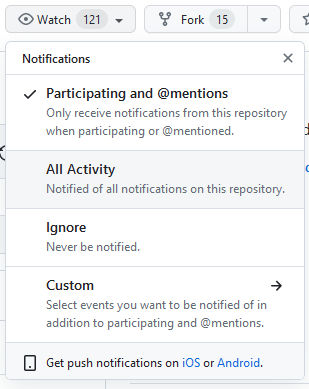 Watch 121
Fork 15
Notifications
Participating and @mentions
Only receive notifications from this repository
when participating or @mentioned.
All Activity
Notified of all notifications on this repository.
Ignore
Never be notified.
Custom
Select events you want to be notified of in
addition to participating and @mentions.
Get push notifications on iOS or Android.